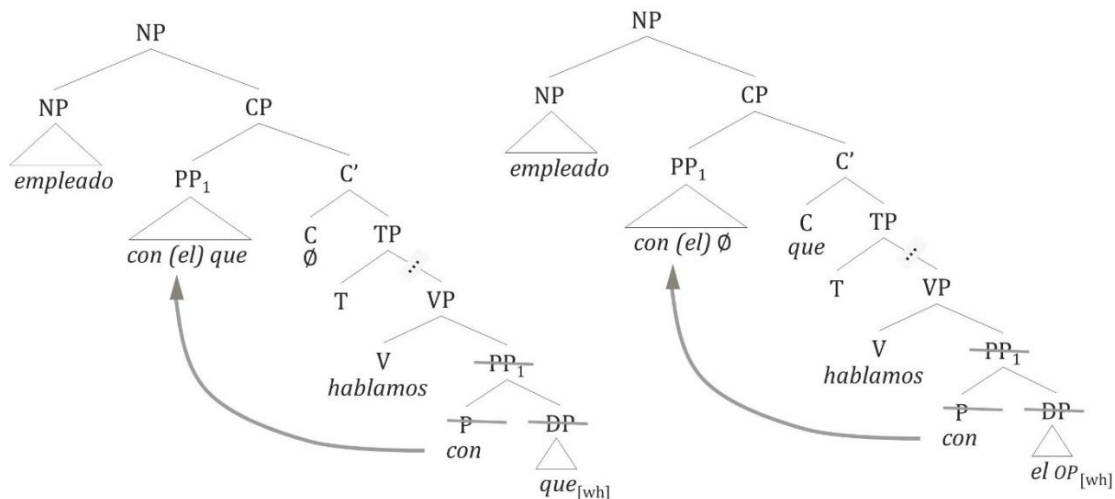 NP
NP CP
empleado
PP₁ C’
con (el) que
C TP
Ø
T ... VP
V PP₁
hablamos
P DP
con
que[wh]
NP
NP CP
empleado
PP₁ C’
con (el) Ø
C TP
que
T ... VP
V PP₁
hablamos
P DP
con
el OP[wh]